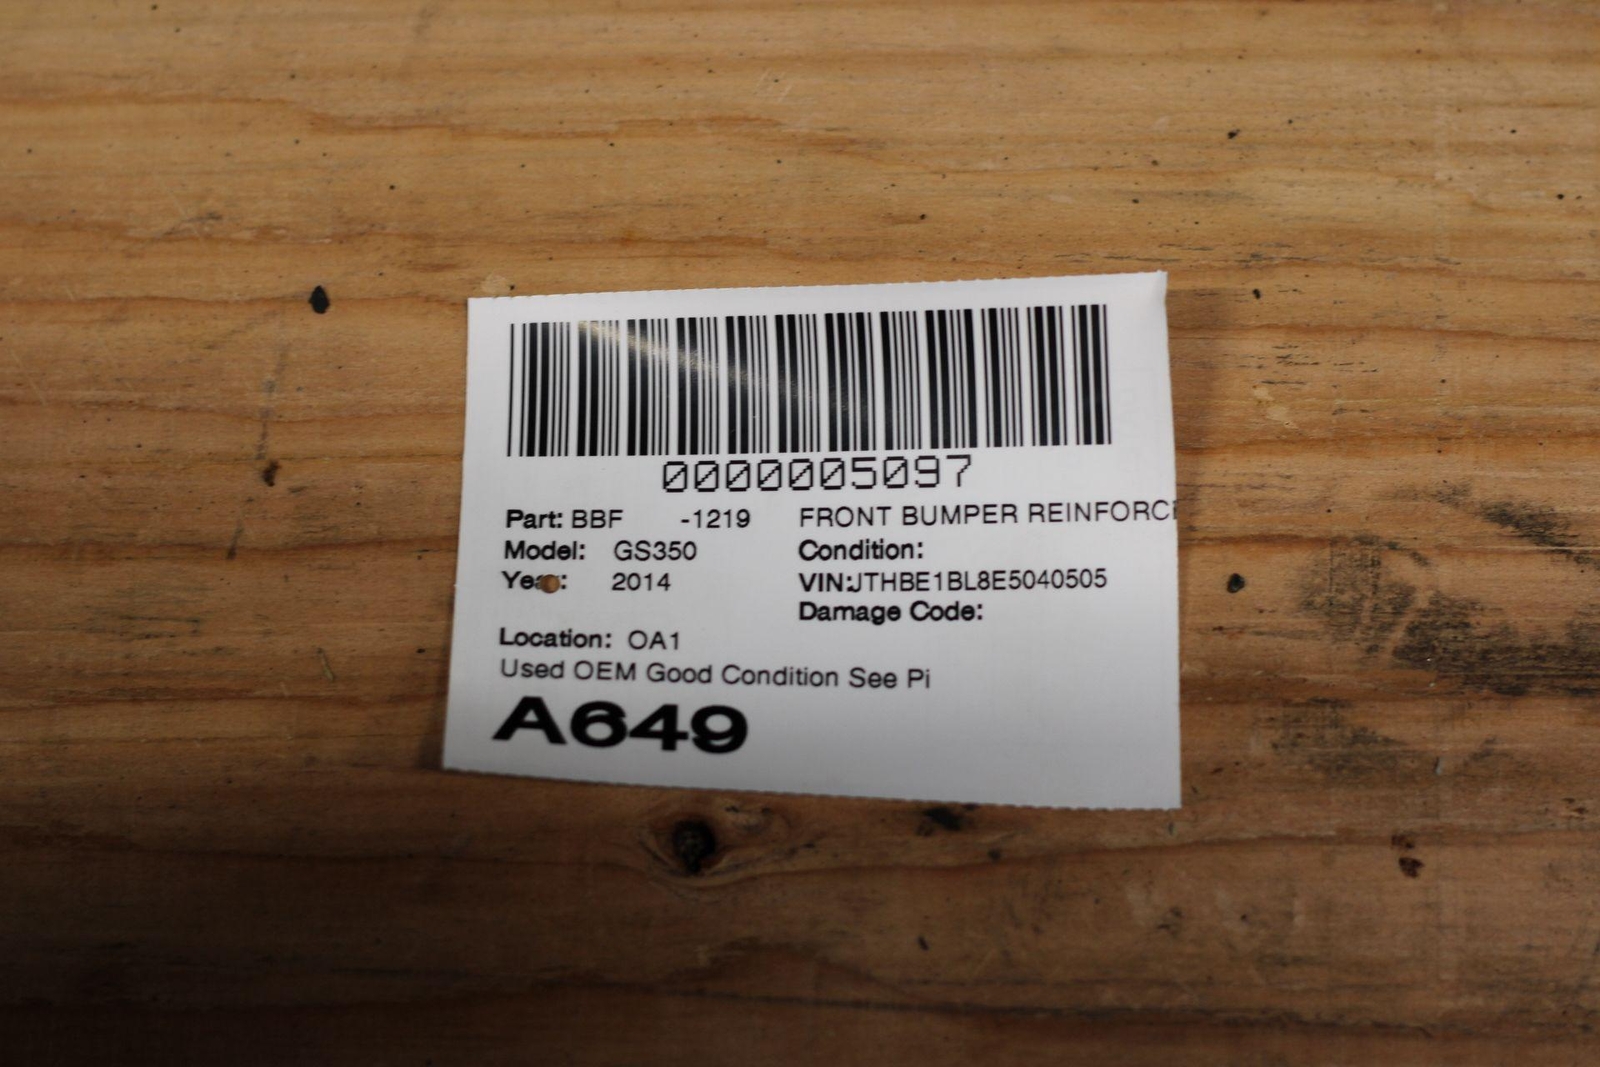 0000005097
Part: BBF -1219 FRONT BUMPER REINFORC
Model: GS350 Condition:
Year: 2014 VIN:JTHBE1BL8E5040505
Damage Code:
Location: OA1
Used OEM Good Condition See Pi
A649